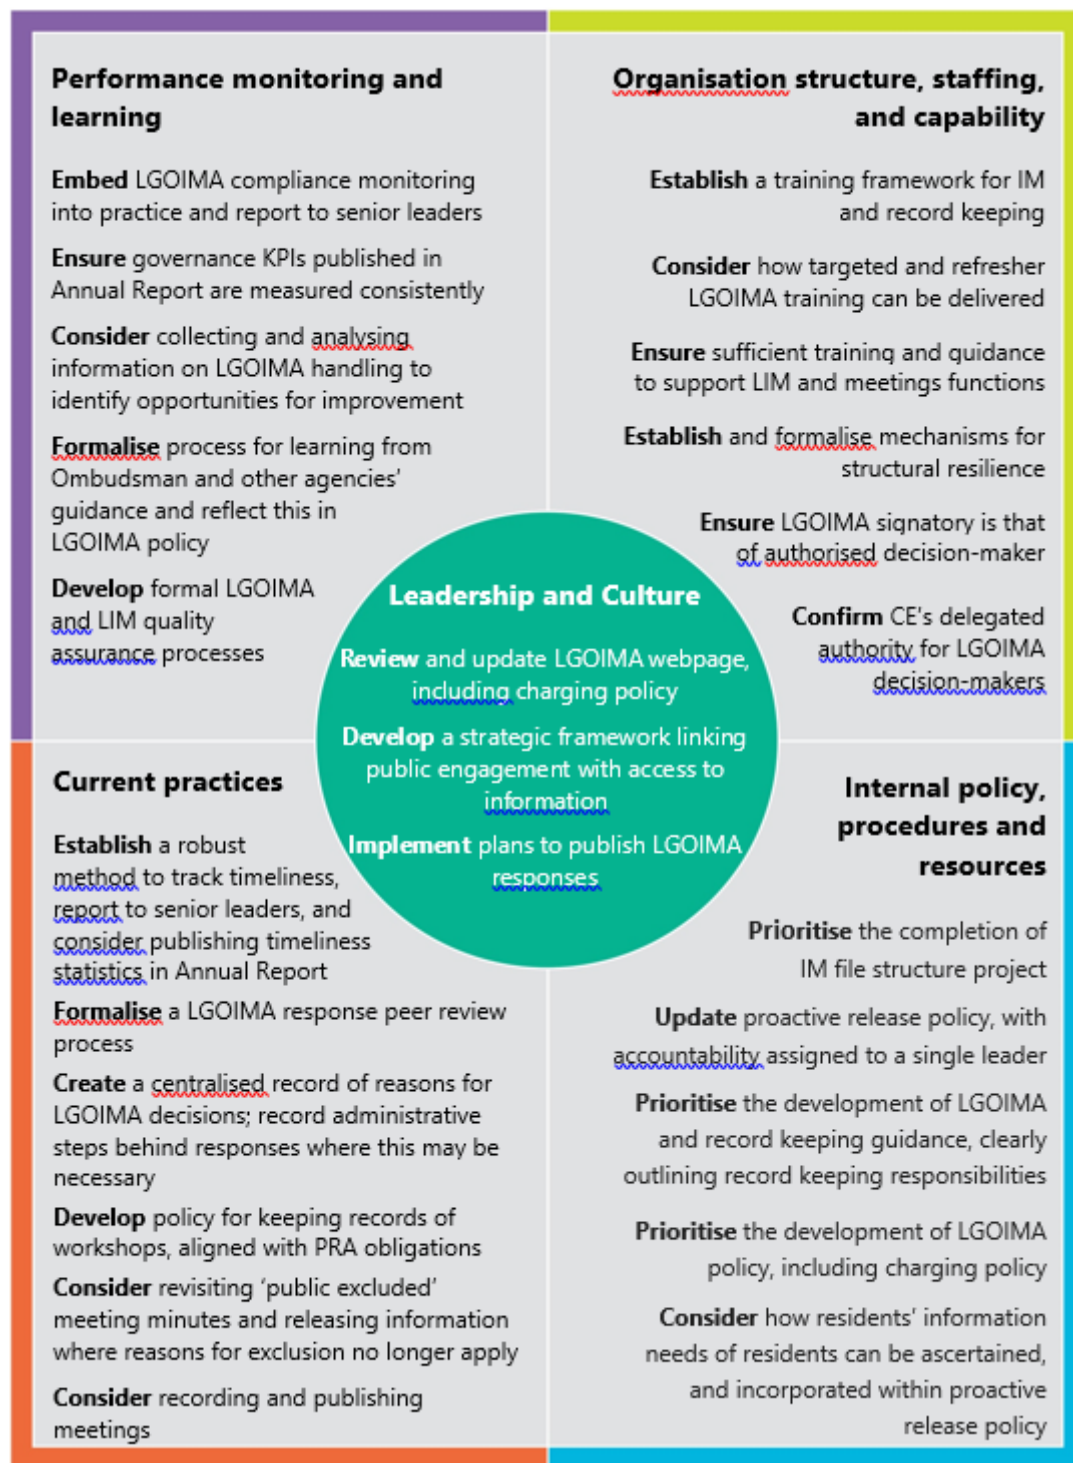 Performance monitoring and
learning
Embed LGOIMA compliance monitoring
into practice and report to senior leaders
Ensure governance KPIs published in
Annual Report are measured consistently
Consider collecting and analysing
information on LGOIMA handling to
identify opportunities for improvement
Formalise process for learning from
Ombudsman and other agencies'
guidance and reflect this in
LGOIMA policy
Develop formal LGOIMA
and LIM quality
assurance processes
Organisation structure, staffing,
and capability
Establish a training framework for IM
and record keeping
Consider how targeted and refresher
LGOIMA training can be delivered
Ensure sufficient training and guidance
to support LIM and meetings functions
Establish and formalise mechanisms for
structural resilience
Ensure LGOIMA signatory is that
of authorised decision-maker
Confirm CE's delegated
authority for LGOIMA
decision-makers
Leadership and Culture
Review and update LGOIMA webpage,
including charging policy
Develop a strategic framework linking
public engagement with access to
information
Implement plans to publish LGOIMA
responses
Current practices
Establish a robust
method to track timeliness,
report to senior leaders, and
consider publishing timeliness
statistics in Annual Report
Formalise a LGOIMA response peer review
process
Create a centralised record of reasons for
LGOIMA decisions; record administrative
steps behind responses where this may be
necessary
Develop policy for keeping records of
workshops, aligned with PRA obligations
Consider revisiting ‘public excluded’
meeting minutes and releasing information
where reasons for exclusion no longer apply
Consider recording and publishing
meetings
Internal policy,
procedures and
resources
Prioritise the completion of
IM file structure project
Update proactive release policy, with
accountability assigned to a single leader
Prioritise the development of LGOIMA
and record keeping guidance, clearly
outlining record keeping responsibilities
Prioritise the development of LGOIMA
policy, including charging policy
Consider how residents’ information
needs of residents can be ascertained,
and incorporated within proactive
release policy